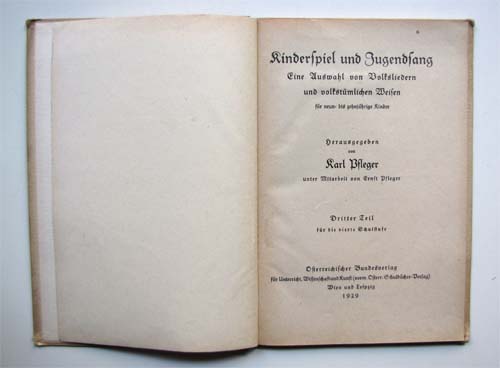 Kinderspiel und Jugendsang
Eine Auswahl von Volksliedern
und volkstümlichen Weisen
für neun- bis zehnjährige Kinder
Herausgegeben
von
Karl Pfleger
unter Mitarbeit von Ernst Pfleger
Dritter Teil
für die vierte Schulstufe
Österreichischer Bundesverlag
für Unterricht, Wissenschaft und Kunst (vorm. Österr. Schulbücher-Verlag)
Wien und Leipzig
1929